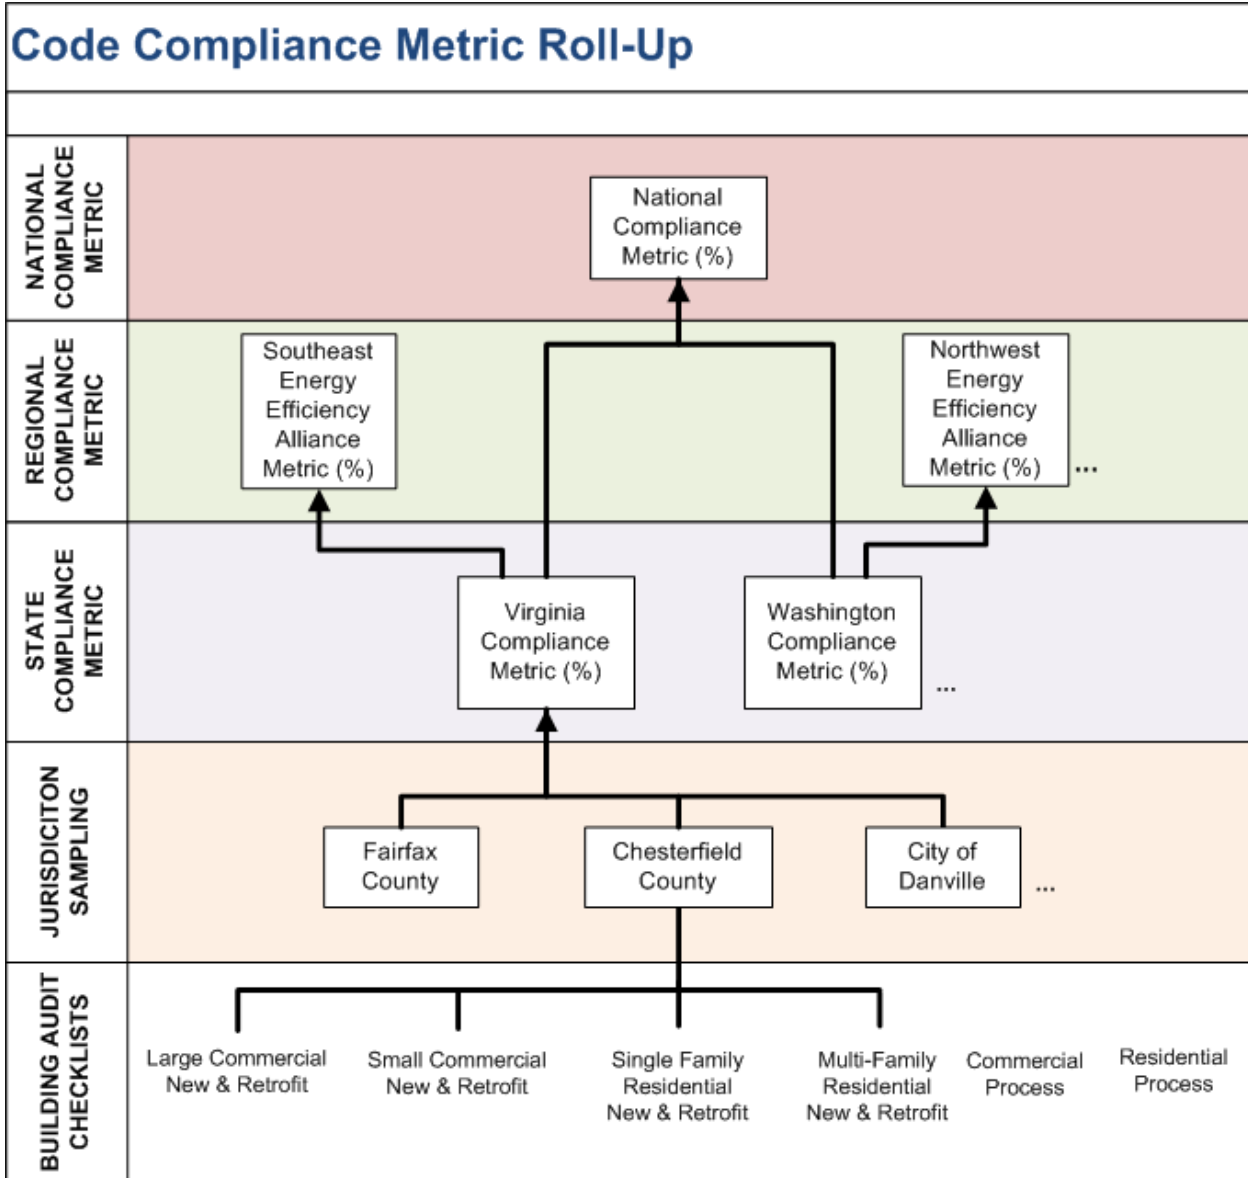 Code Compliance Metric Roll-Up
NATIONAL
COMPLIANCE
METRIC
National
Compliance
Metric (%)
REGIONAL
COMPLIANCE
METRIC
Southeast
Energy
Efficiency
Alliance
Metric (%)
Northwest
Energy
Efficiency
Alliance
Metric (%)
...
STATE
COMPLIANCE
METRIC
Virginia
Compliance
Metric (%)
Washington
Compliance
Metric (%)
...
JURISDICITON
SAMPLING
Fairfax
County
Chesterfield
County
City of
Danville
...
BUILDING AUDIT
CHECKLISTS
Large Commercial
New & Retrofit
Small Commercial
New & Retrofit
Single Family
Residential
New & Retrofit
Multi-Family
Residential
New & Retrofit
Commercial
Process
Residential
Process